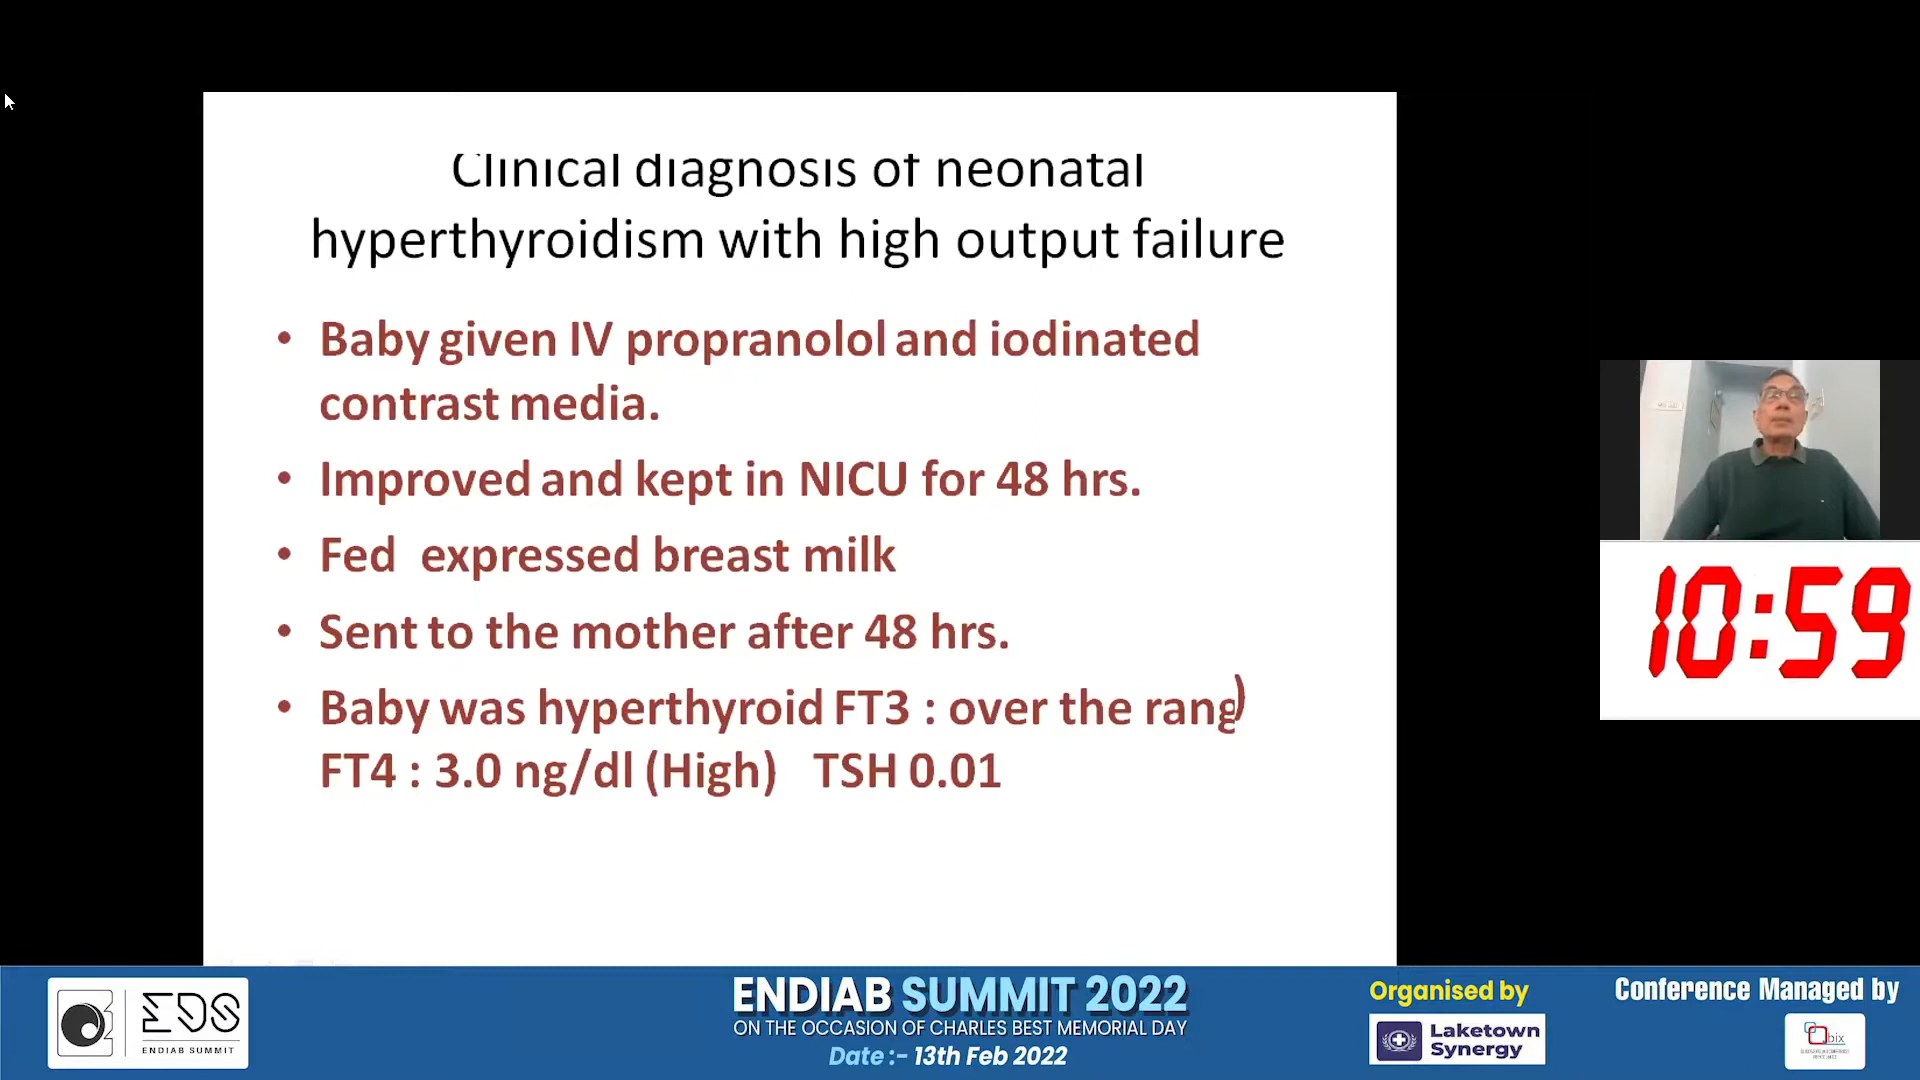 Clinical diagnosis of neonatal
hyperthyroidism with high output failure
• Baby given IV propranolol and iodinated
contrast media.
• Improved and kept in NICU for 48 hrs.
• Fed expressed breast milk
• Sent to the mother after 48 hrs.
• Baby was hyperthyroid FT3 : over the rang)
FT4 : 3.0 ng/dl (High) TSH 0.01
10:59
EDS
ENDIAB SUMMIT
ENDIAB SUMMIT 2022
ON THE OCCASION OF CHARLES BEST MEMORIAL DAY
Date :- 13th Feb 2022
Organised by
Laketown
Synergy
Conference Managed by
Qbix